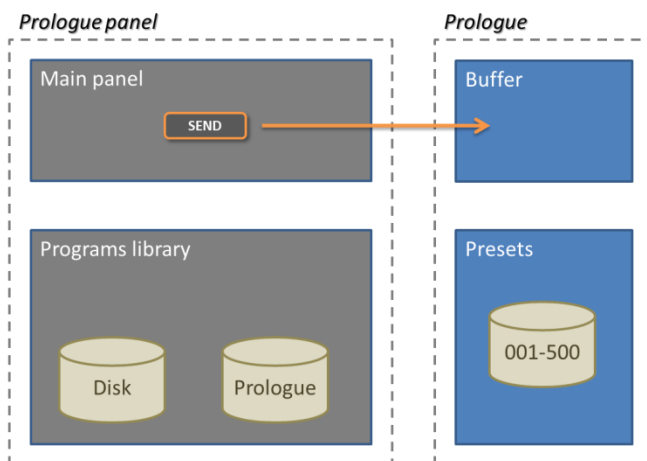 Prologue panel
Prologue
Main panel
SEND
Buffer
Programs library
Disk
Prologue
Presets
001-500